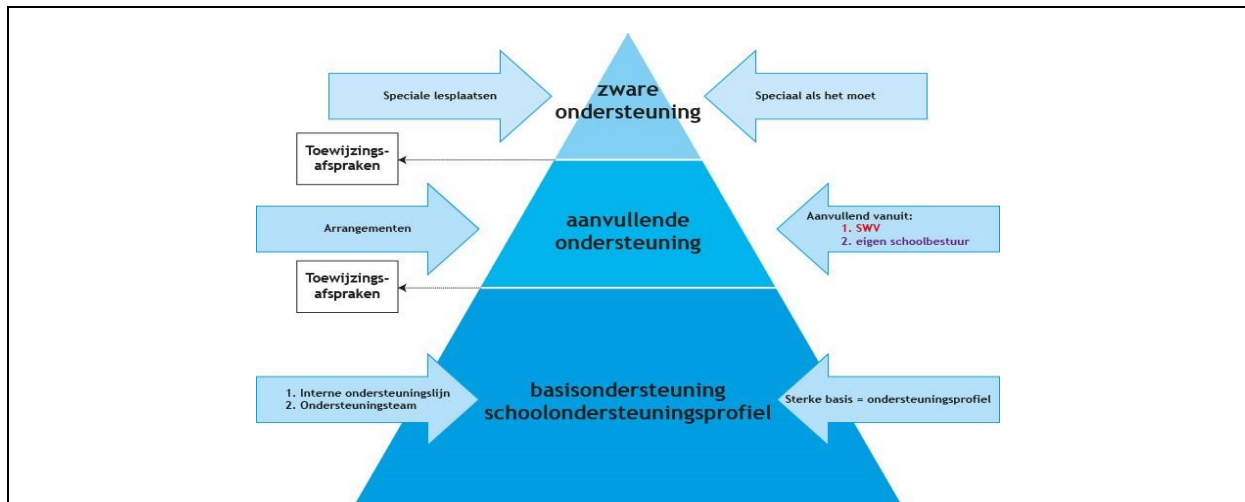 Speciale lesplaatsen
zware
ondersteuning
Speciaal als het moet
Toewijzings-
afspraken
Arrangementen
aanvullende
ondersteuning
Aanvullend vanuit:
1. SWV
2. eigen schoolbestuur
Toewijzings-
afspraken
1. Interne ondersteuningslijn
2. Ondersteuningsteam
basisondersteuning
schoolondersteuningsprofiel
Sterke basis = ondersteuningsprofiel